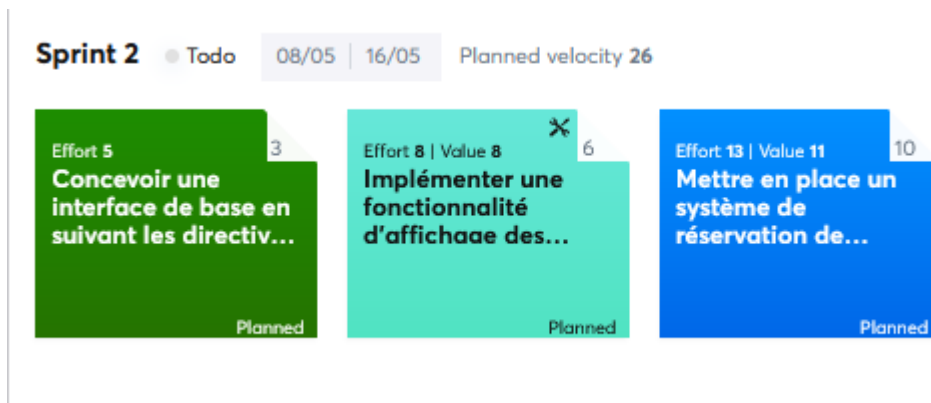 Sprint 2 Todo 08/05 | 16/05 Planned velocity 26
Effort 5 3
Concevoir une
interface de base en
suivant les directiv...
Planned
Effort 8 | Value 8 6
Implémenter une
fonctionnalité
d'affichage des...
Planned
Effort 13 | Value 11 10
Mettre en place un
système de
réservation de...
Planned